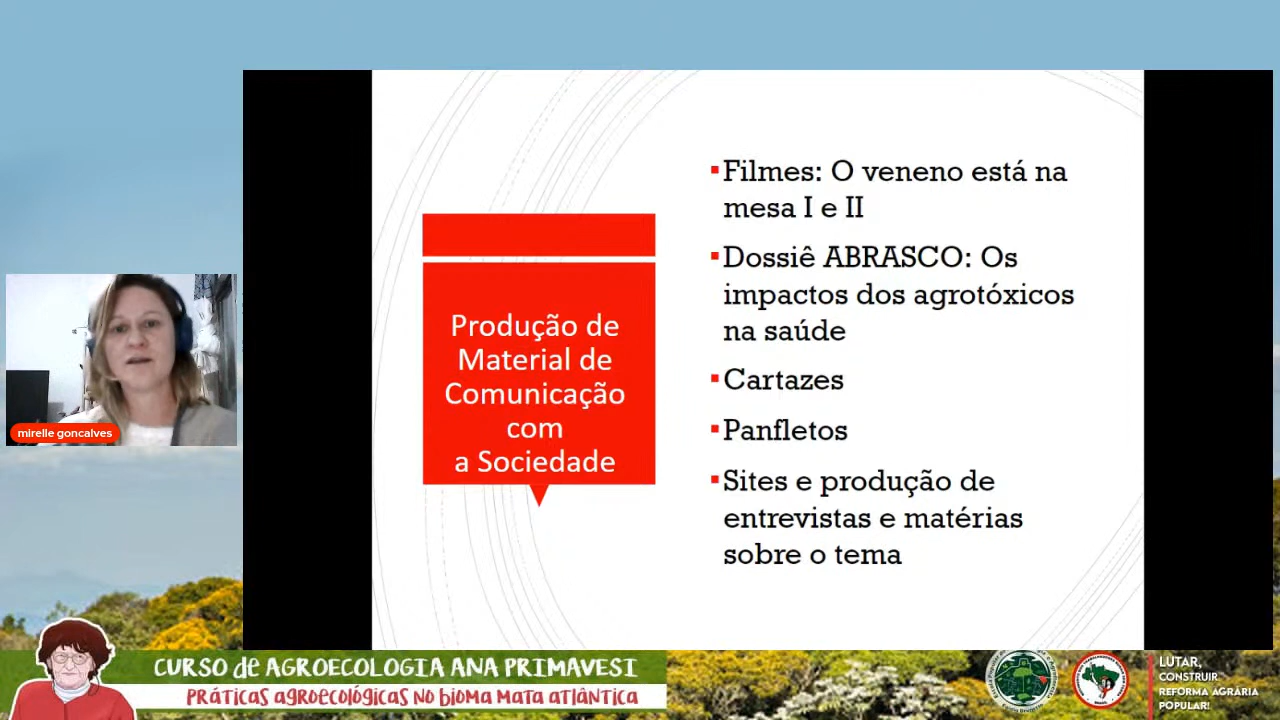 Produção de
Material de
Comunicação
com
a Sociedade
▪Filmes: O veneno está na
mesa I e II
▪Dossiê ABRASCO: Os
impactos dos agrotóxicos
na saúde
▪Cartazes
▪Panfletos
▪Sites e produção de
entrevistas e matérias
sobre o tema
mirelle goncalves
CURSO de AGROECOLOGIA ANA PRIMAVESI
PRÁTICAS agroecológicas no bioma mata atlântica
LUTAR,
CONSTRUIR
REFORMA AGRÁRIA
POPULAR!